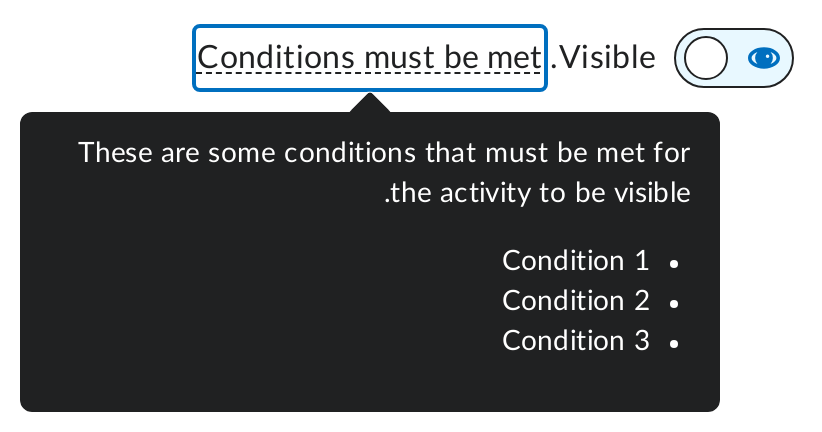 Conditions must be met .Visible
These are some conditions that must be met for
.the activity to be visible
Condition 1 •
Condition 2 •
Condition 3 •